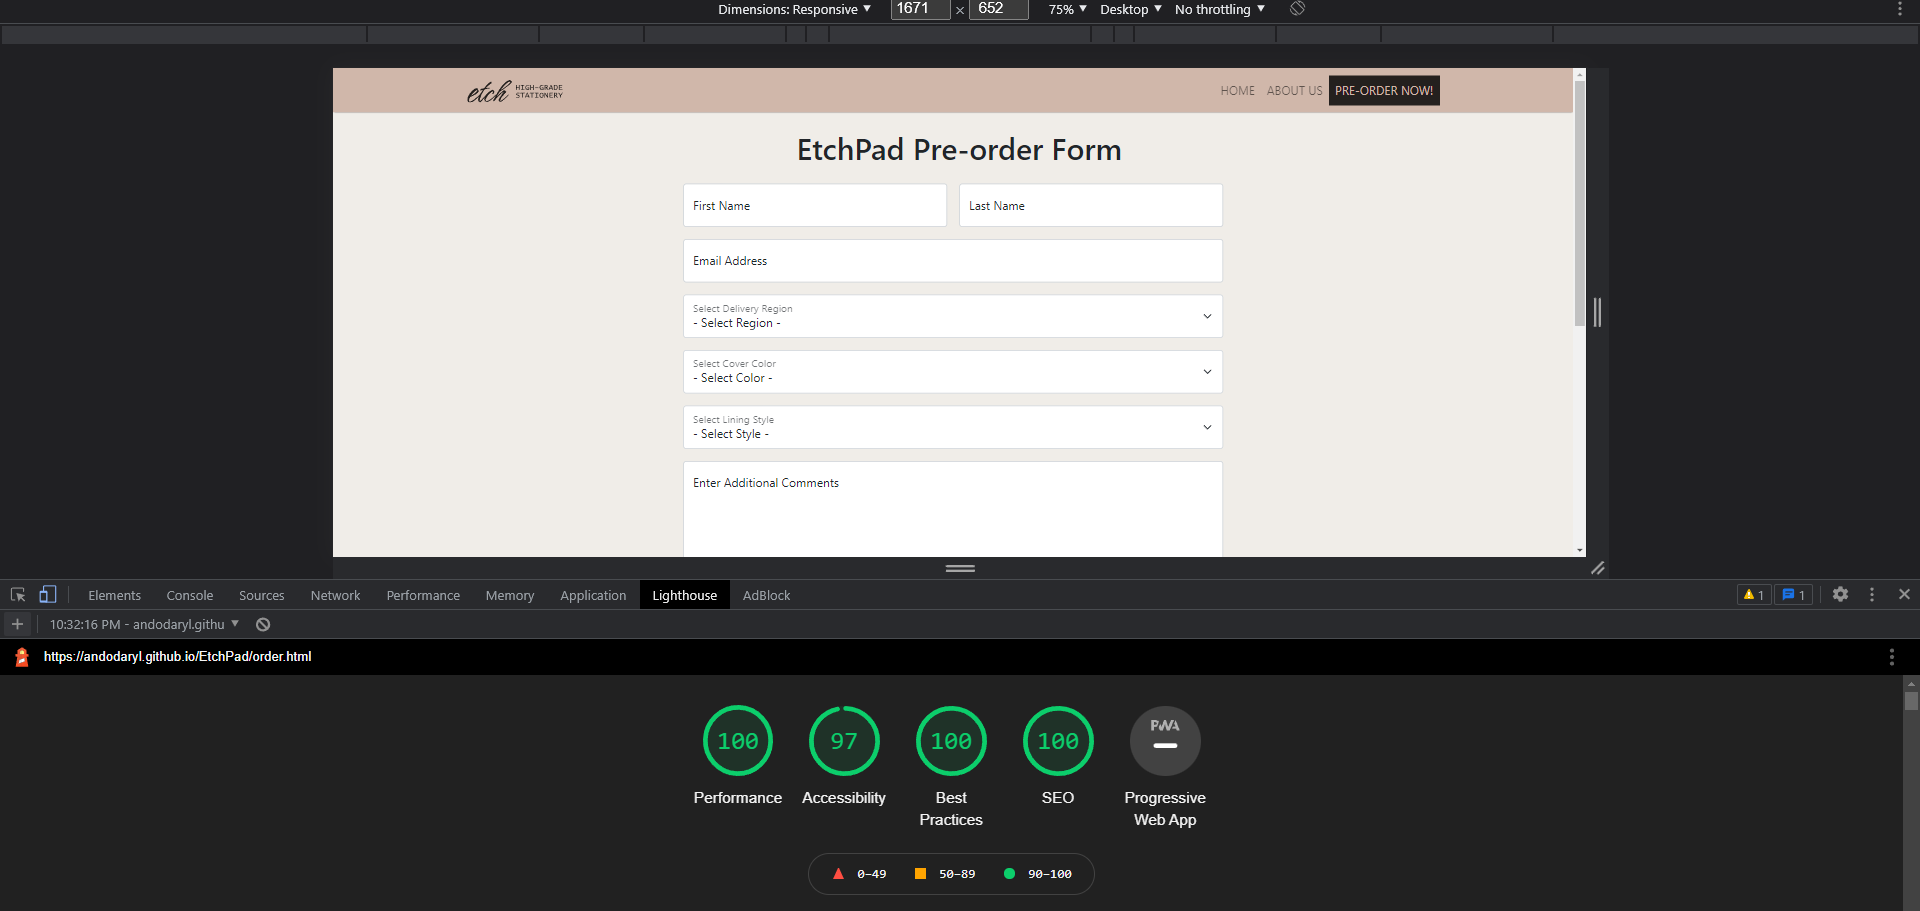 Dimensions: Responsive ▼ 1671 × 652 75% ▼ Desktop ▼ No throttling ▼
etch HIGH-GRADE STATIONERY
HOME ABOUT US PRE-ORDER NOW!
EtchPad Pre-order Form
First Name Last Name
Email Address
Select Delivery Region
- Select Region -
Select Cover Color
- Select Color -
Select Lining Style
- Select Style -
Enter Additional Comments
Elements Console Sources Network Performance Memory Application Lighthouse AdBlock 1 1
10:32:16 PM - andodaryl.githu ▼
https://andodaryl.github.io/EtchPad/order.html
100 97 100 100 PWA
Performance Accessibility Best Practices SEO Progressive Web App
0–49 50–89 90–100